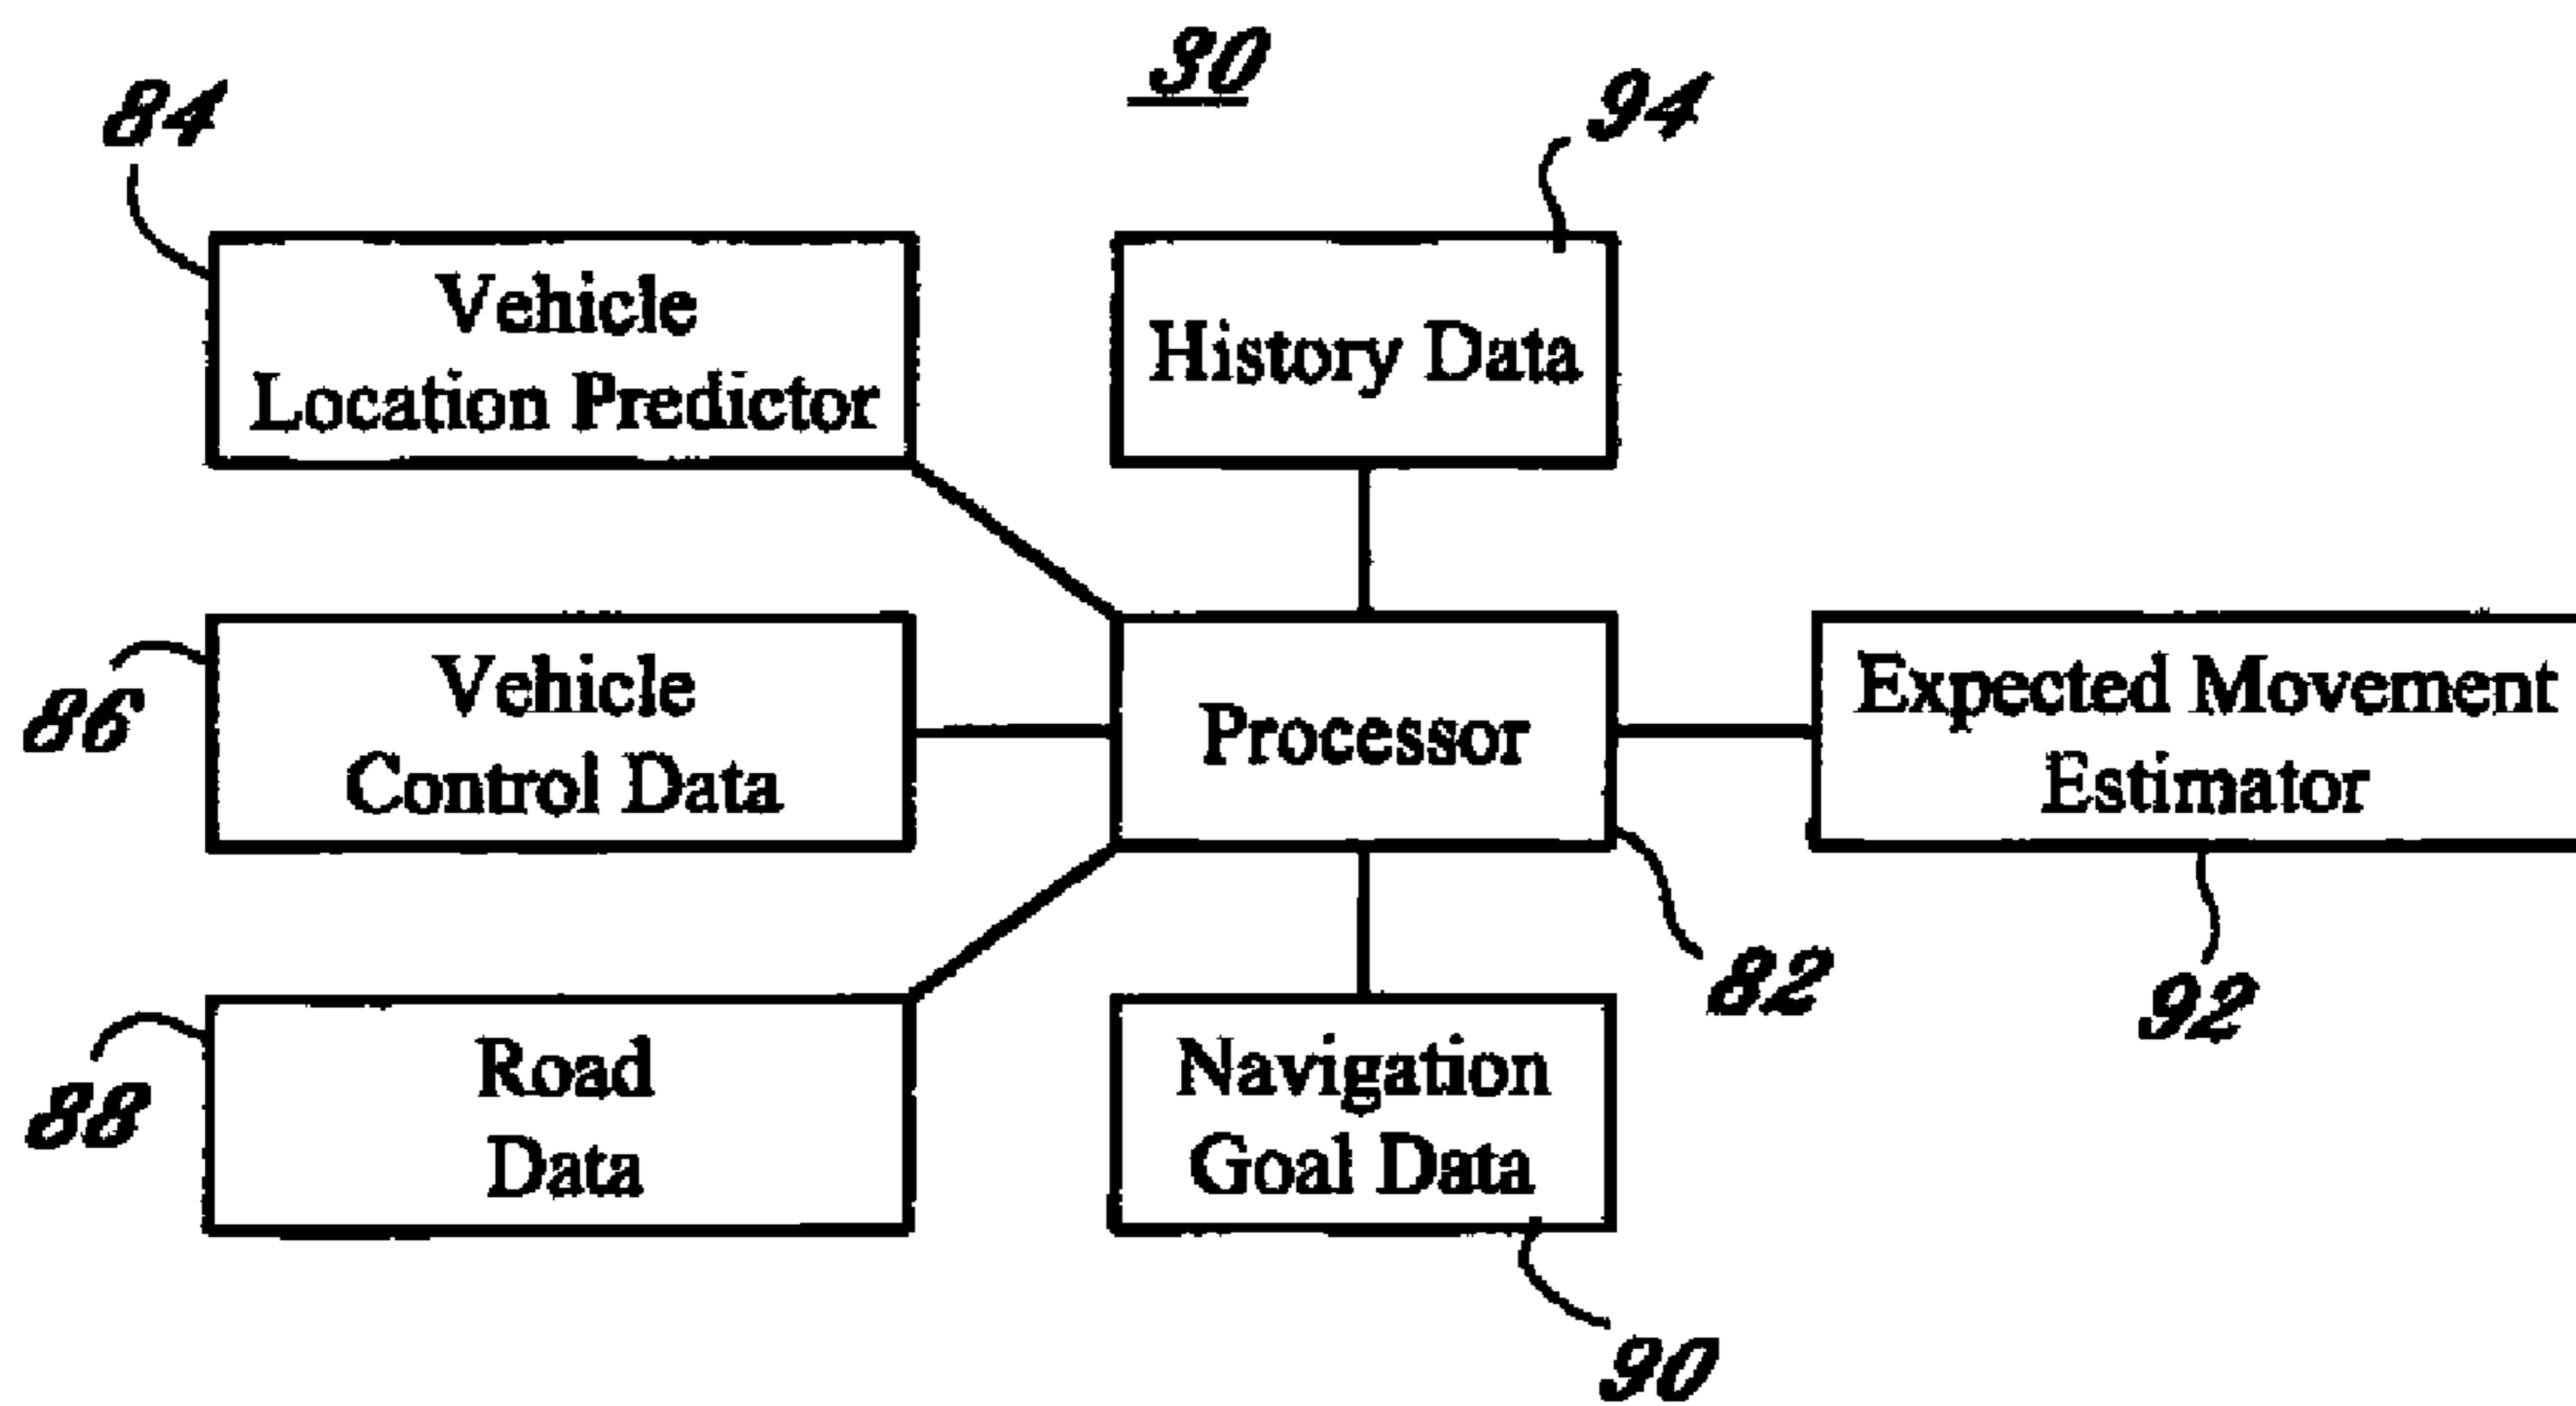 30
84
94
Vehicle
Location Predictor
History Data
86
Vehicle
Control Data
Processor
Expected Movement
Estimator
82
92
88
Road
Data
Navigation
Goal Data
90